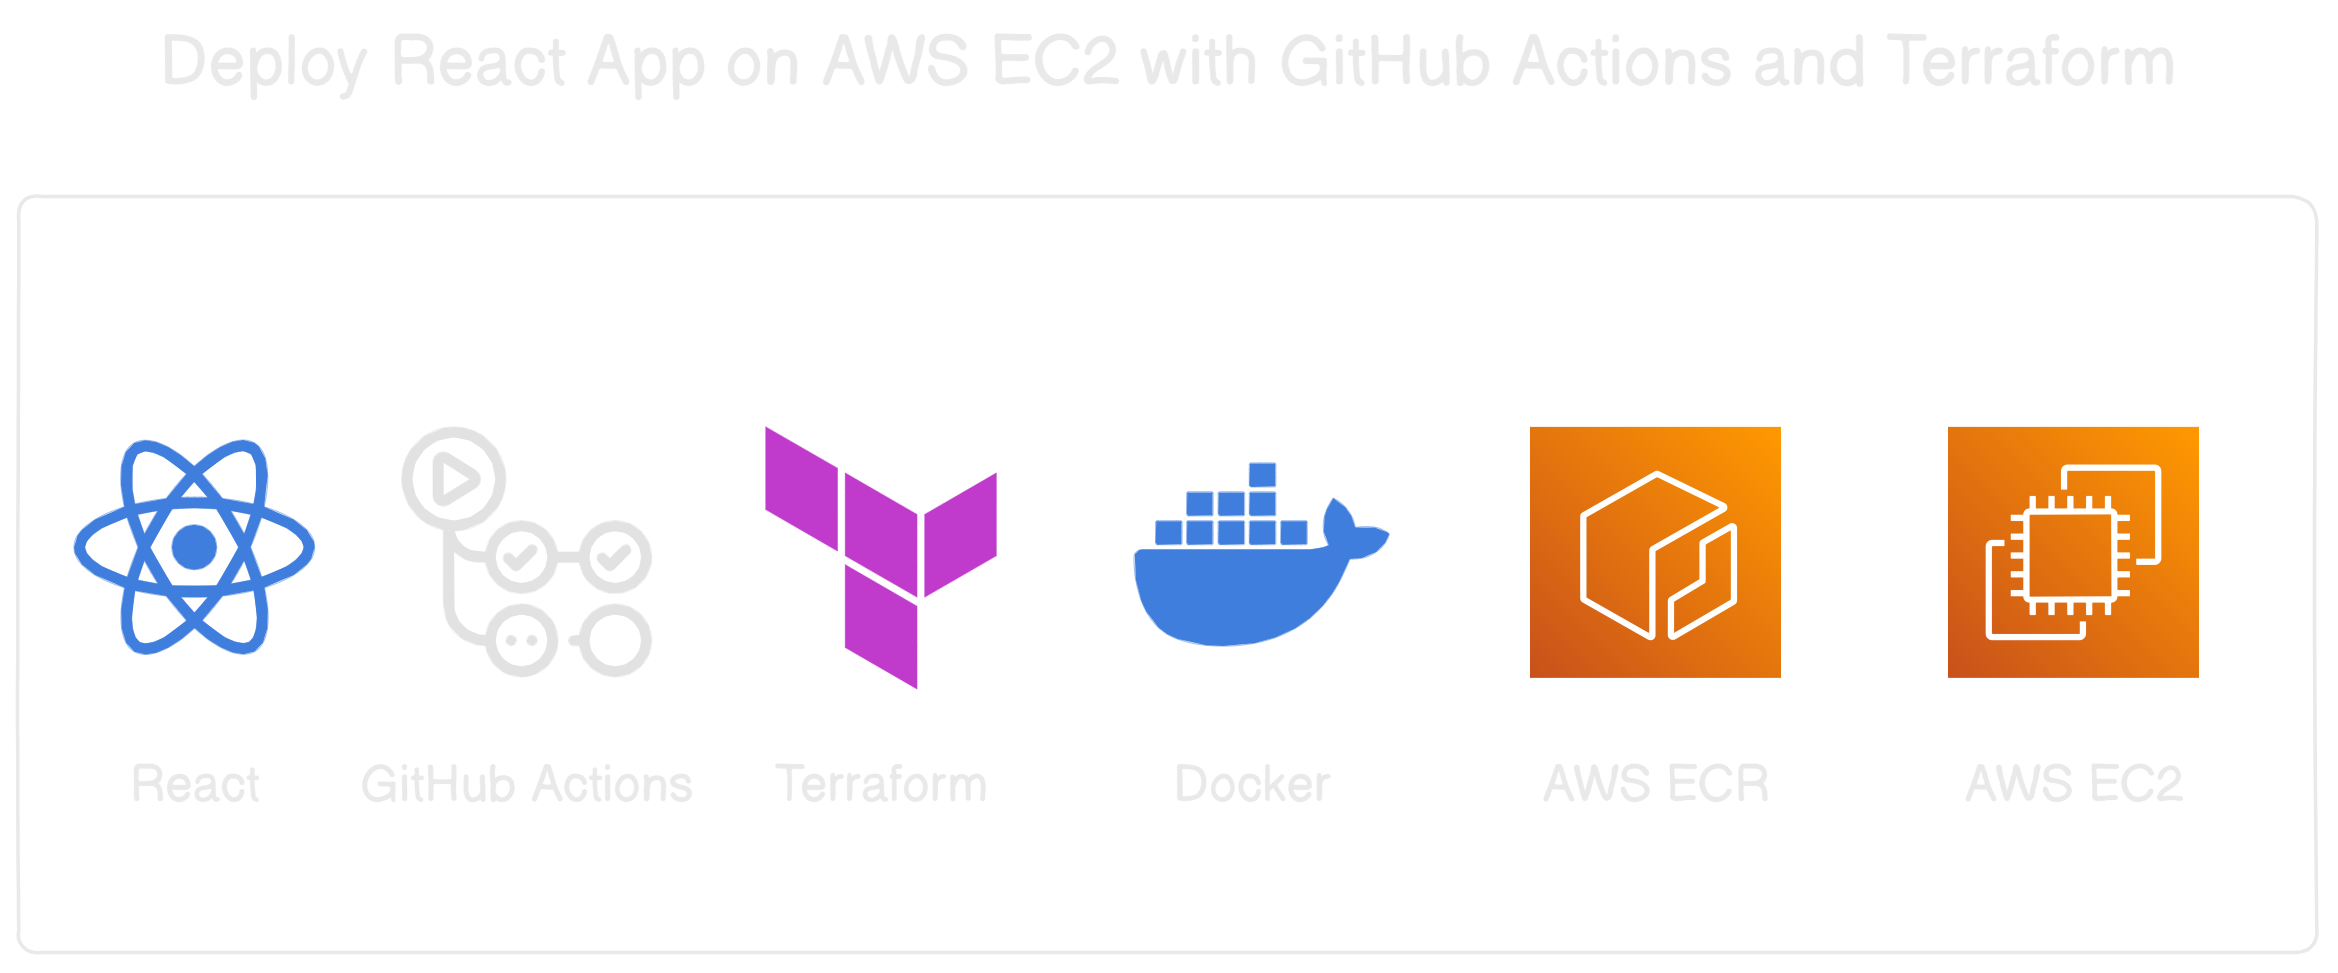 Deploy React App on AWS EC2 with GitHub Actions and Terraform
React
GitHub Actions
Terraform
Docker
AWS ECR
AWS EC2